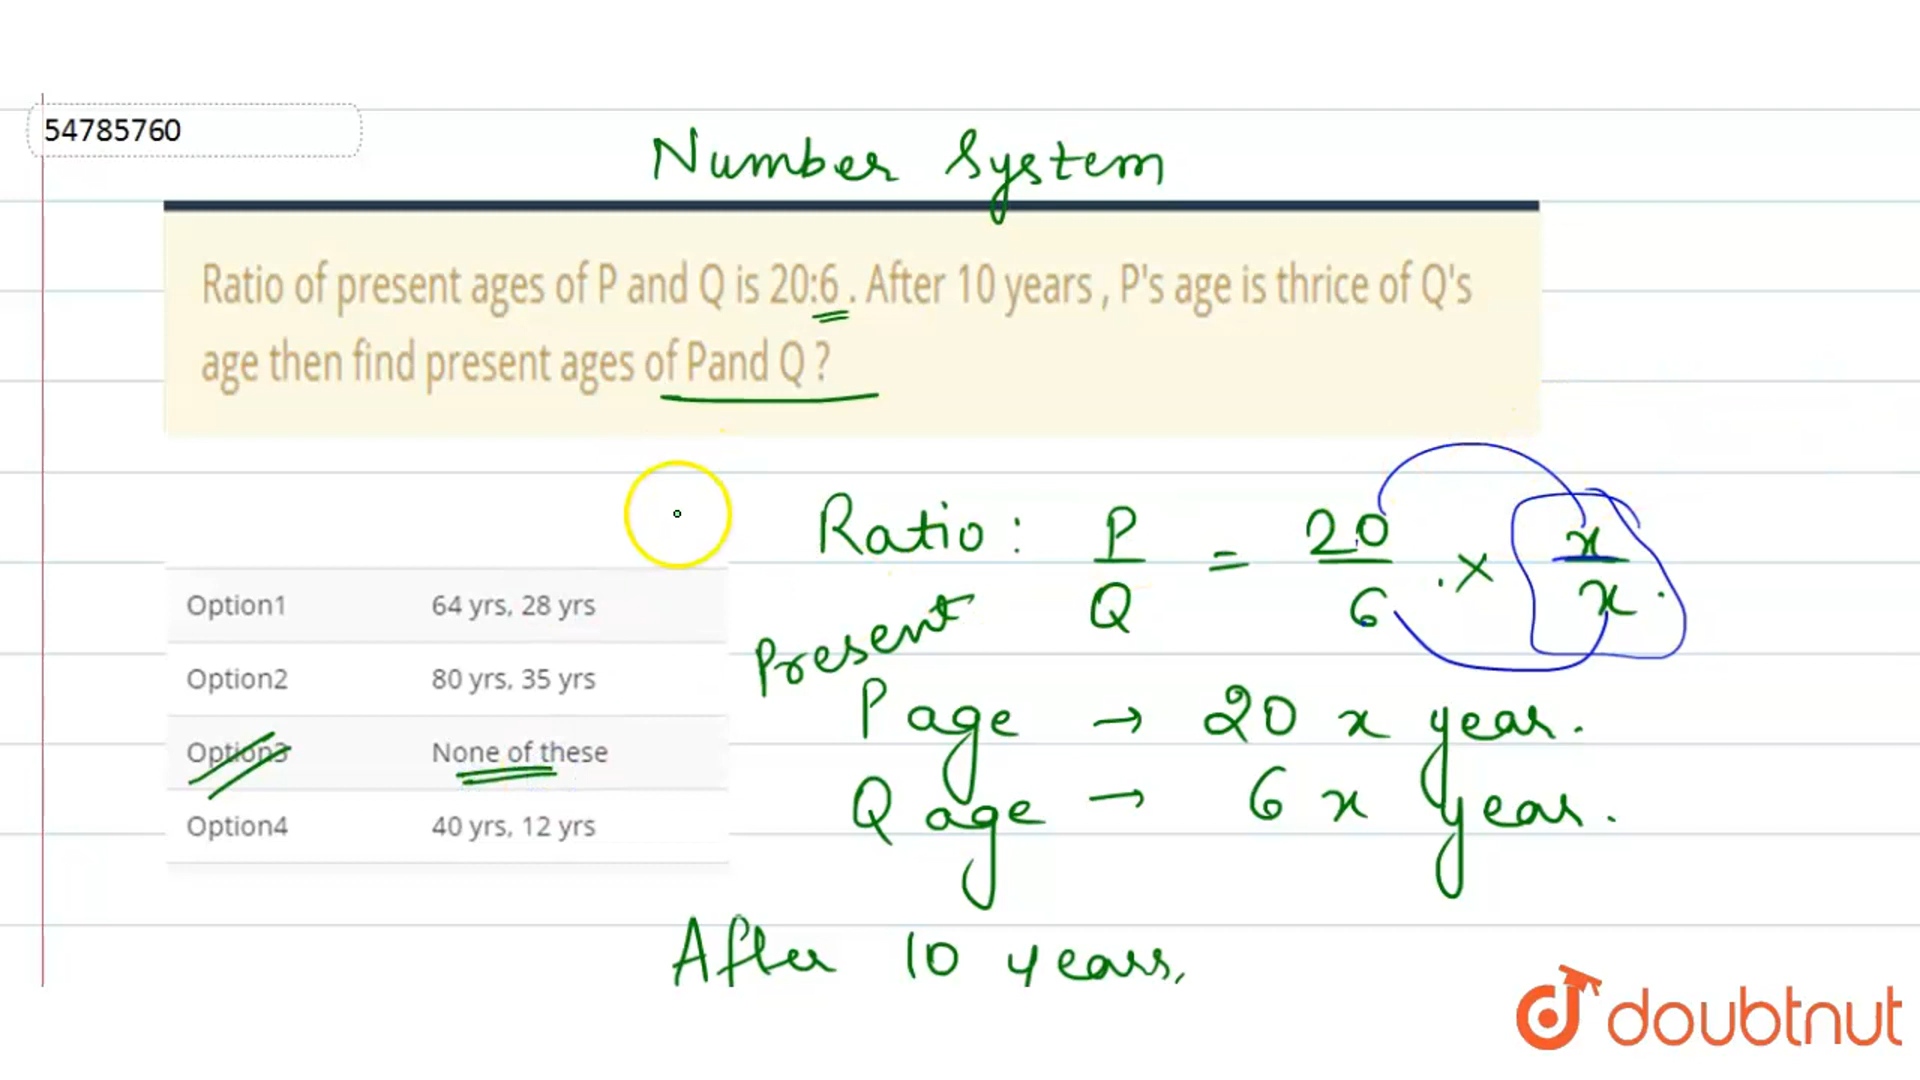 54785760
Number System
Ratio of present ages of P and Q is 20:6 . After 10 years , P's age is thrice of Q's
age then find present ages of Pand Q ?
Ratio : P/Q = 20/6 . × x/x .
Present
Option1 64 yrs, 28 yrs
Option2 80 yrs, 35 yrs
Option3 None of these
Option4 40 yrs, 12 yrs
P age → 20 x year.
Q age → 6 x year.
After 10 years,
doubtnut